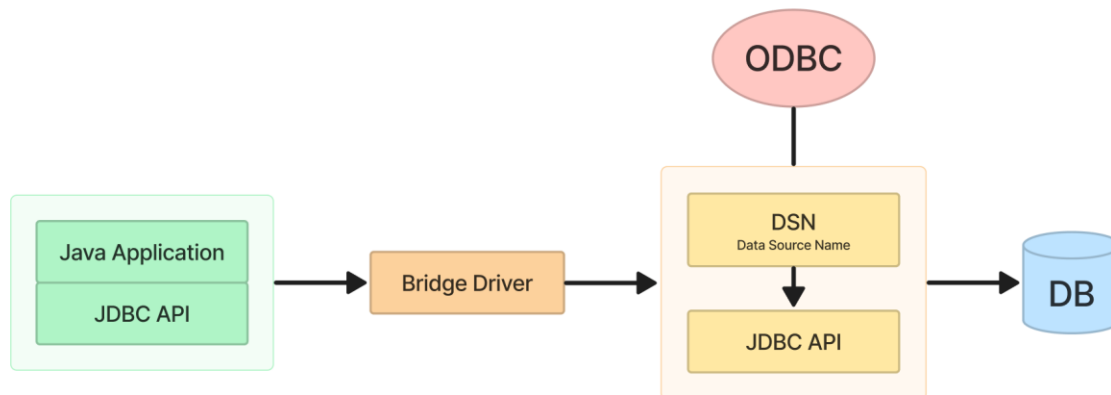 ODBC
Java Application
JDBC API
Bridge Driver
DSN
Data Source Name
JDBC API
DB